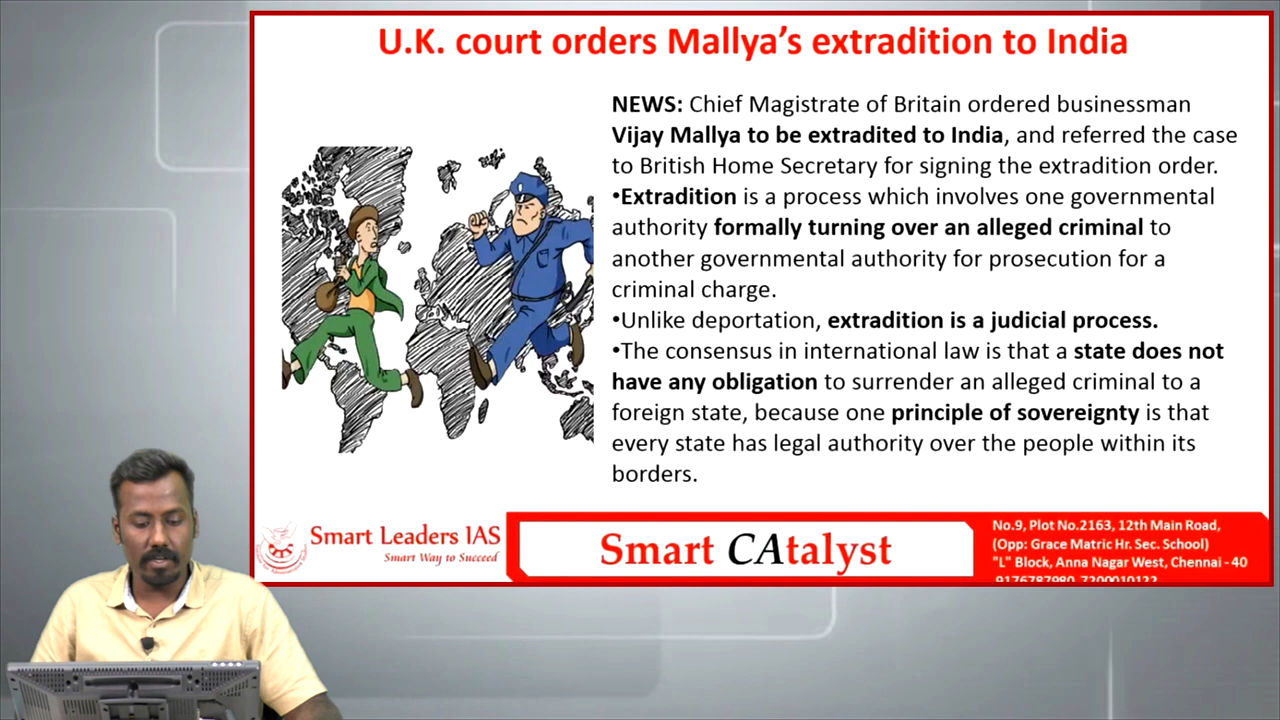 U.K. court orders Mallya's extradition to India
NEWS: Chief Magistrate of Britain ordered businessman
Vijay Mallya to be extradited to India, and referred the case
to British Home Secretary for signing the extradition order.
•Extradition is a process which involves one governmental
authority formally turning over an alleged criminal to
another governmental authority for prosecution for a
criminal charge.
•Unlike deportation, extradition is a judicial process.
•The consensus in international law is that a state does not
have any obligation to surrender an alleged criminal to a
foreign state, because one principle of sovereignty is that
every state has legal authority over the people within its
borders.
Smart Leaders IAS
Smart Way to Succeed
Smart CAtalyst
No.9, Plot No.2163, 12th Main Road,
(Opp: Grace Matric Hr. Sec. School)
"L" Block, Anna Nagar West, Chennai - 40
9176787980, 7200010122